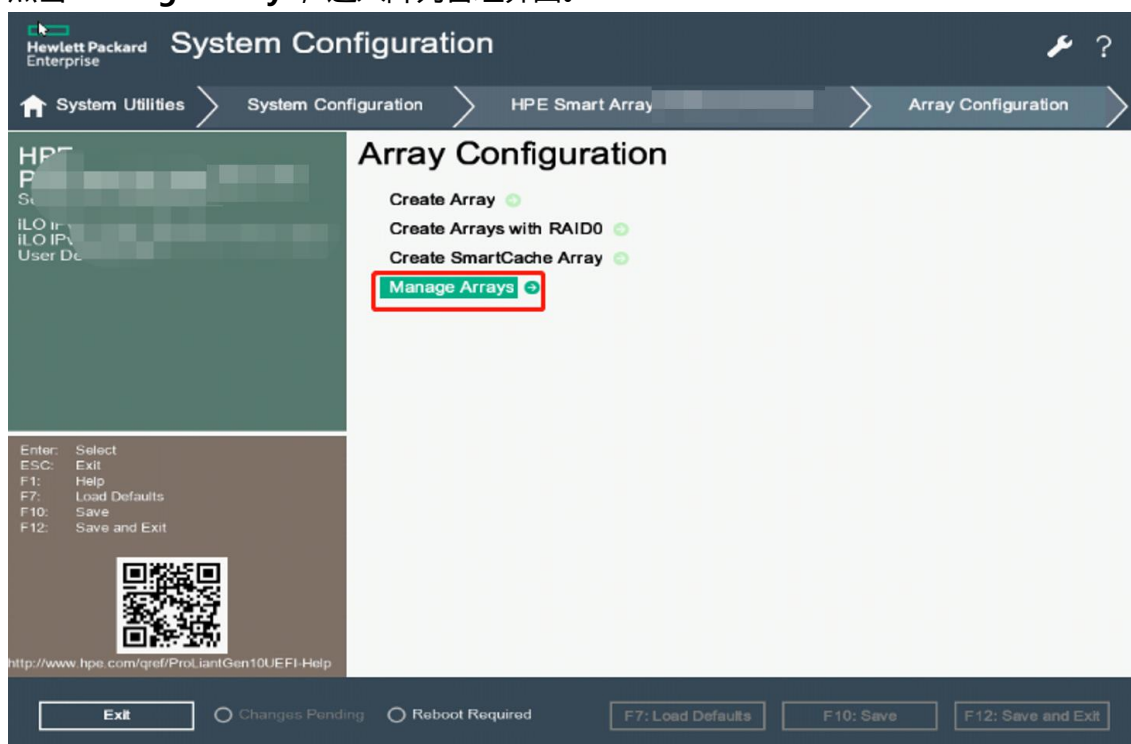 Hewlett Packard
Enterprise
System Configuration
?
System Utilities
System Configuration
HPE Smart Array
Array Configuration
Array Configuration
iLO
iLO
User
Create Array
Create Arrays with RAID0
Create SmartCache Array
Manage Arrays
Enter: Select
ESC: Exit
F1: Help
F7: Load Defaults
F10: Save
F12: Save and Exit
http://www.hpe.com/qref/ProLiantGen10UEFI-Help
Exit
Changes Pending
Reboot Required
F7: Load Defaults
F10: Save
F12: Save and Exit